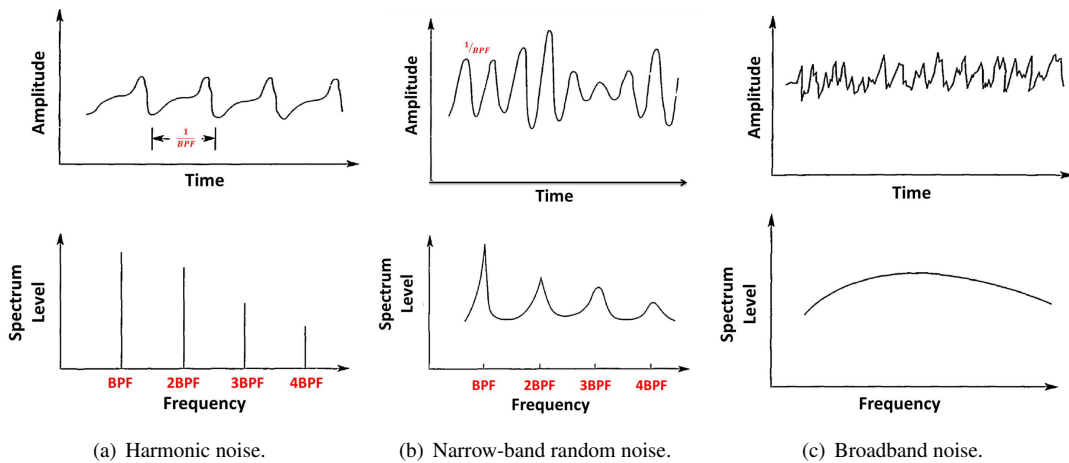 Amplitude
1/BPF
Time
Spectrum
Level
BPF 2BPF 3BPF 4BPF
Frequency
(a) Harmonic noise.
Amplitude
1/BPF
Time
Spectrum
Level
BPF 2BPF 3BPF 4BPF
Frequency
(b) Narrow-band random noise.
Amplitude
Time
Spectrum
Level
Frequency
(c) Broadband noise.